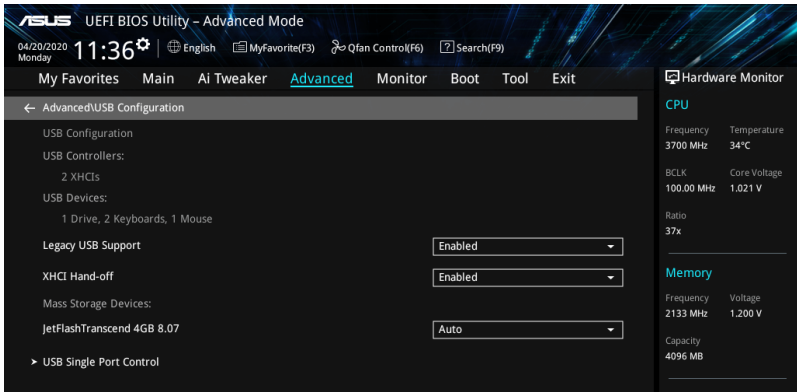 ASUS UEFI BIOS Utility – Advanced Mode
04/20/2020 Monday 11:36 English MyFavorite(F3) Qfan Control(F6) ? Search(F9)
My Favorites Main Ai Tweaker Advanced Monitor Boot Tool Exit
← Advanced\USB Configuration
USB Configuration
USB Controllers:
2 XHCIs
USB Devices:
1 Drive, 2 Keyboards, 1 Mouse
Legacy USB Support Enabled
XHCI Hand-off Enabled
Mass Storage Devices:
JetFlashTranscend 4GB 8.07 Auto
> USB Single Port Control
Hardware Monitor
CPU
Frequency Temperature
3700 MHz 34°C
BCLK Core Voltage
100.00 MHz 1.021 V
Ratio
37x
Memory
Frequency Voltage
2133 MHz 1.200 V
Capacity
4096 MB